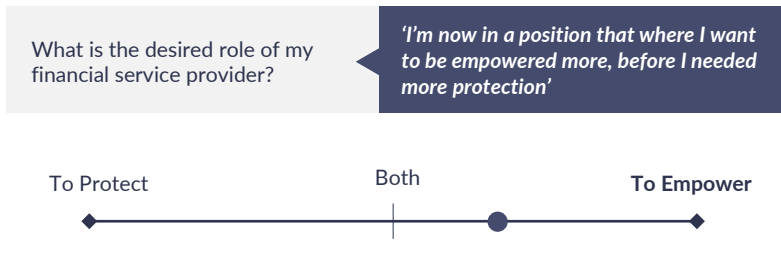 What is the desired role of my
financial service provider?
‘I’m now in a position that where I want
to be empowered more, before I needed
more protection’
To Protect
Both
To Empower